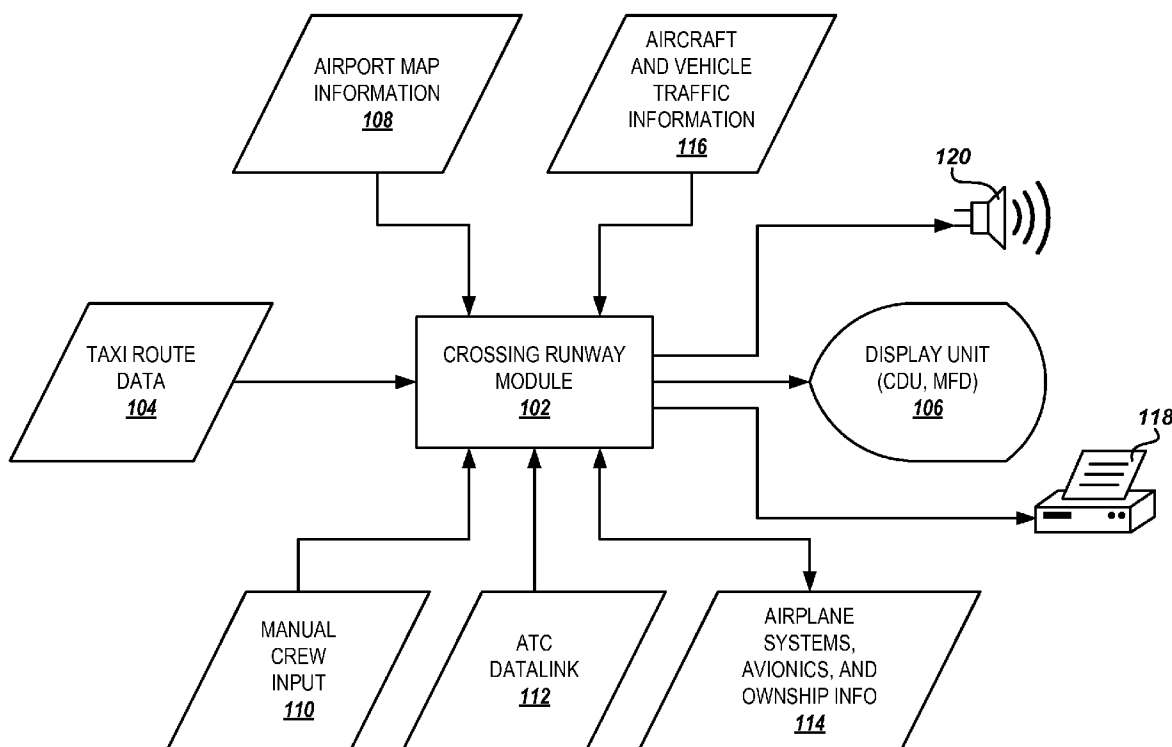 AIRPORT MAP
INFORMATION
108
AIRCRAFT
AND VEHICLE
TRAFFIC
INFORMATION
116
120
TAXI ROUTE
DATA
104
CROSSING RUNWAY
MODULE
102
DISPLAY UNIT
(CDU, MFD)
106
118
MANUAL
CREW
INPUT
110
ATC
DATALINK
112
AIRPLANE
SYSTEMS,
AVIONICS, AND
OWNSHIP INFO
114